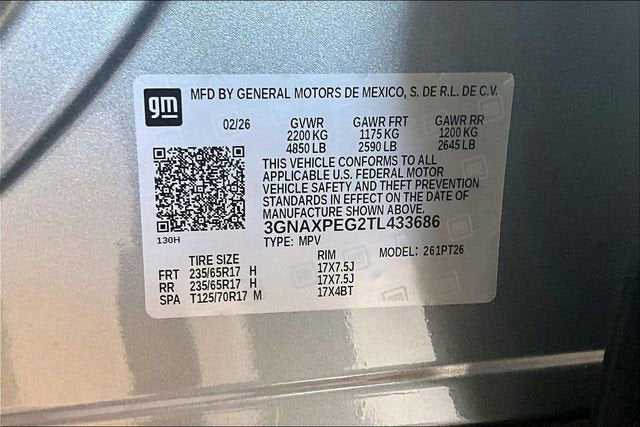 gm MFD BY GENERAL MOTORS DE MEXICO, S. DE R.L. DE C.V.
02/26 GVWR GAWR FRT GAWR RR
2200 KG 1175 KG 1200 KG
4850 LB 2590 LB 2645 LB
THIS VEHICLE CONFORMS TO ALL
APPLICABLE U.S. FEDERAL MOTOR
VEHICLE SAFETY AND THEFT PREVENTION
STANDARDS IN EFFECT ON THE DATE OF
MANUFACTURE SHOWN ABOVE.
3GNAXPEG2TL433686
130H TYPE: MPV MODEL: 261PT26
TIRE SIZE RIM
FRT 235/65R17 H 17X7.5J
RR 235/65R17 H 17X7.5J
SPA T125/70R17 M 17X4BT